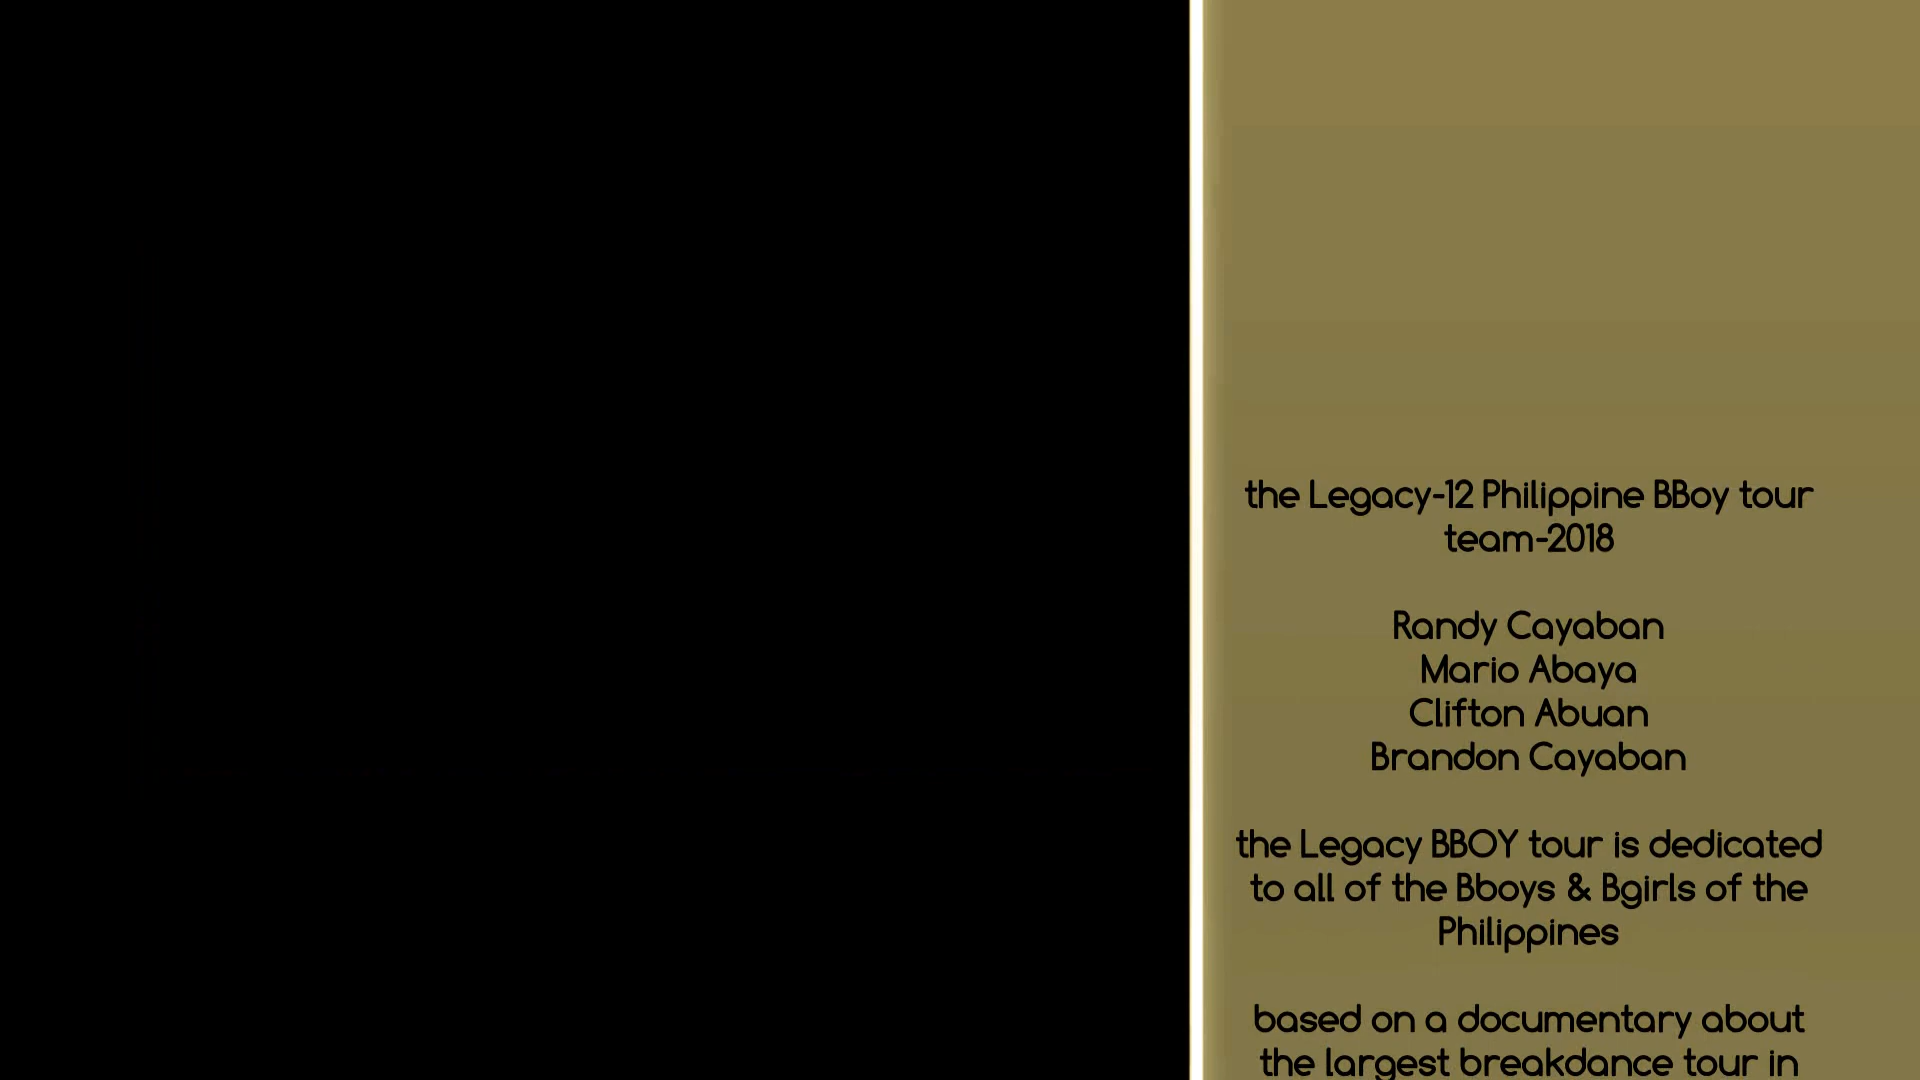 the Legacy-12 Philippine BBoy tour
team-2018
Randy Cayaban
Mario Abaya
Clifton Abuan
Brandon Cayaban
the Legacy BBOY tour is dedicated
to all of the Bboys & Bgirls of the
Philippines
based on a documentary about
the largest breakdance tour in